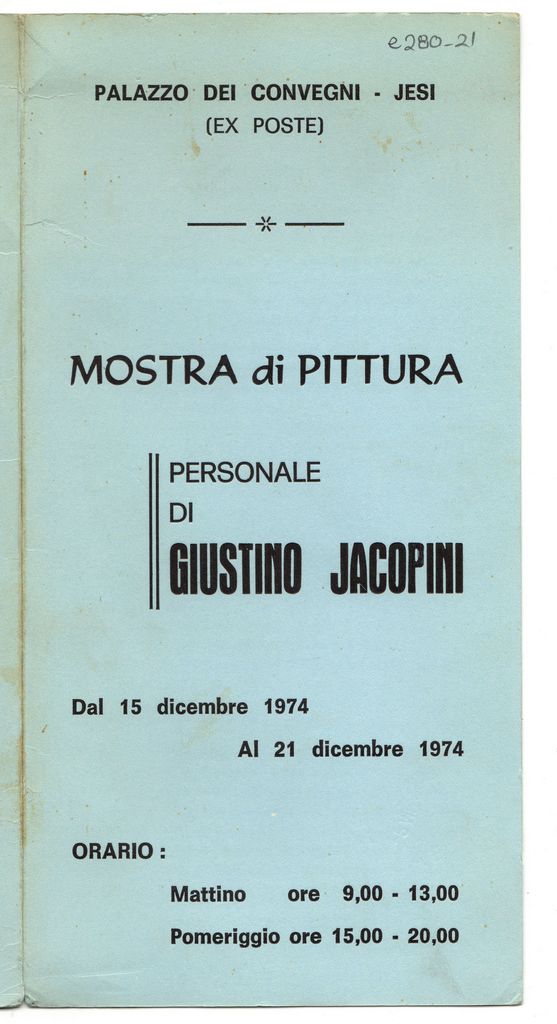 e280-21
PALAZZO DEI CONVEGNI - JESI
(EX POSTE)
MOSTRA di PITTURA
PERSONALE
DI
GIUSTINO JACOPINI
Dal 15 dicembre 1974
Al 21 dicembre 1974
ORARIO :
Mattino ore 9,00 - 13,00
Pomeriggio ore 15,00 - 20,00